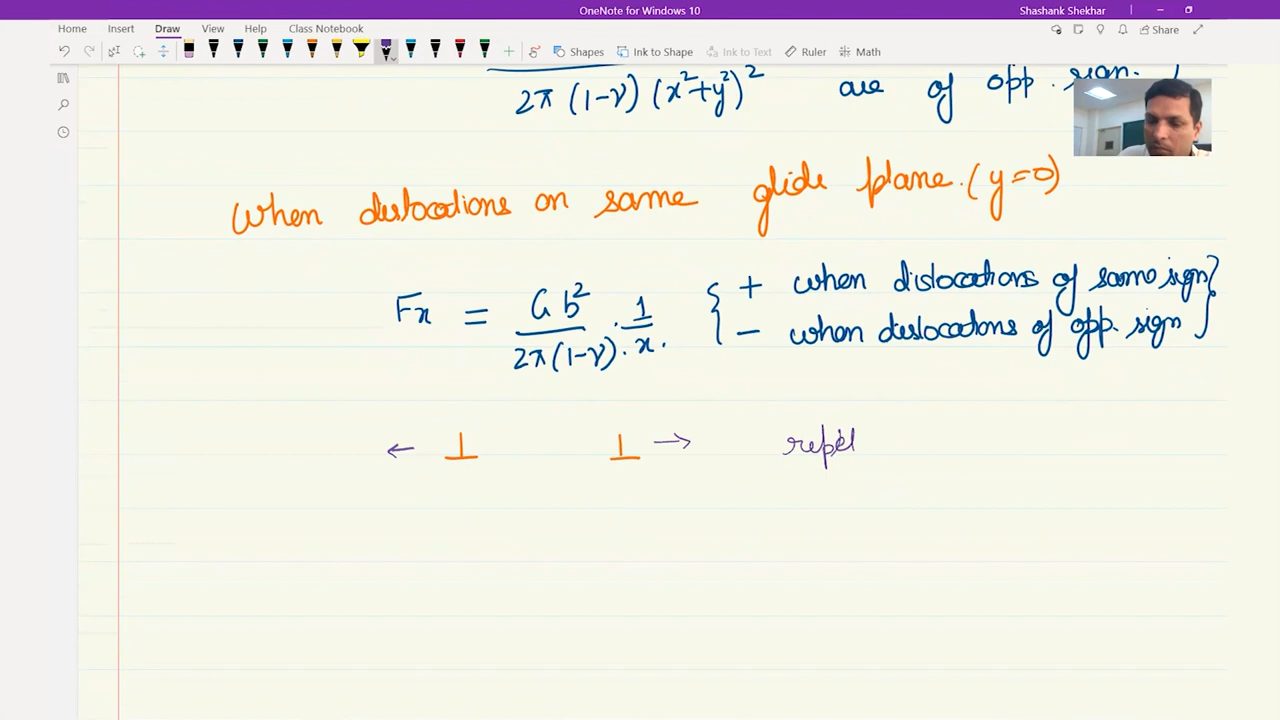 OneNote for Windows 10
Shashank Shekhar
Home Insert Draw View Help Class Notebook
Share
Shapes Ink to Shape Ink to Text Ruler Math
2π (1-ν) (x²+y²)² are of opp. sign. }
When dislocations on same glide plane. (y=0)
Fx = G b² / 2π(1-ν) . 1/x . { + when dislocations of same sign }
{ - when dislocations of opp. sign }
← ⊥ ⊥ → repel